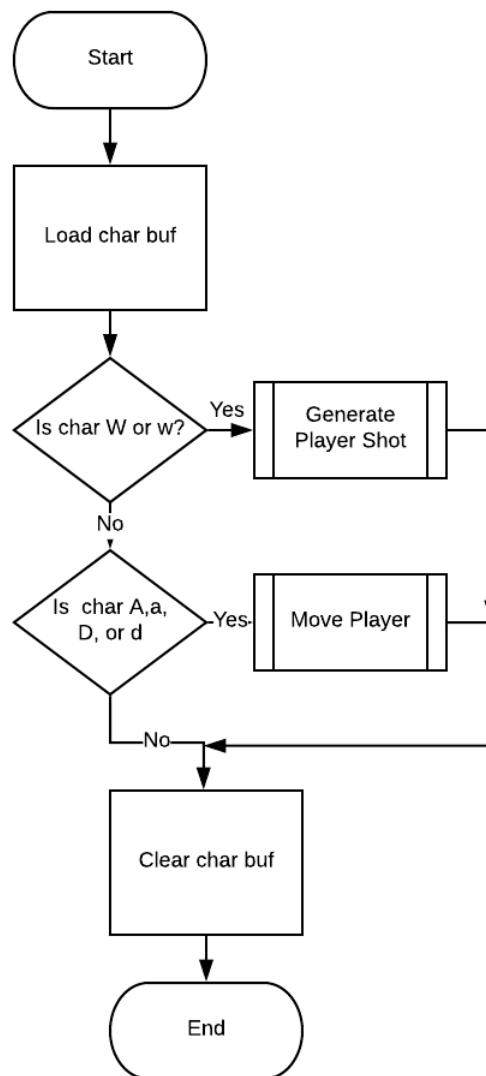 Start
Load char buf
Is char W or w?
Yes
Generate
Player Shot
No
Is  char A,a,
D, or d
Yes
Move Player
No
Clear char buf
End